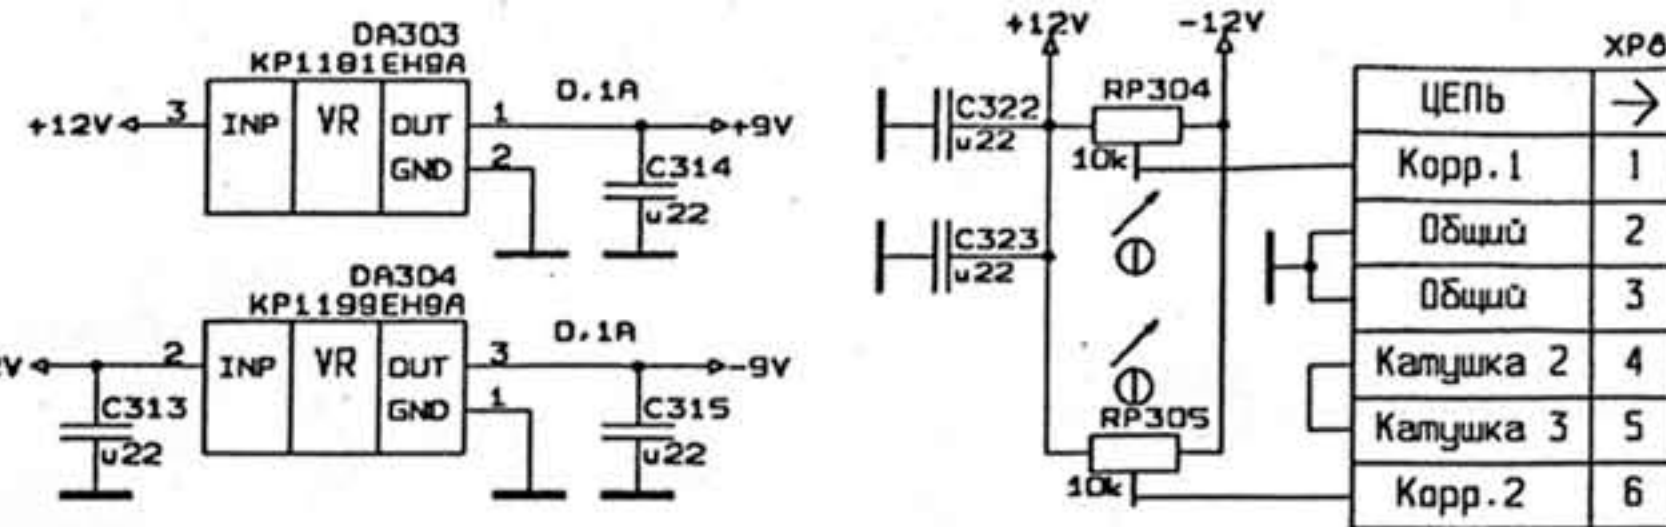 DA303
КР1181ЕН9А
+12V
3
INP
VR
OUT
GND
1
2
0.1A
+9V
C314
u22
DA304
КР1199ЕН9А
2V
2
INP
VR
OUT
GND
3
1
0.1A
-9V
C313
u22
C315
u22
+12V
-12V
C322
u22
RP304
10k
C323
u22
RP305
10k
ХР8
ЦЕПЬ →
Корр.1 1
Общий 2
Общий 3
Катушка 2 4
Катушка 3 5
Корр.2 6